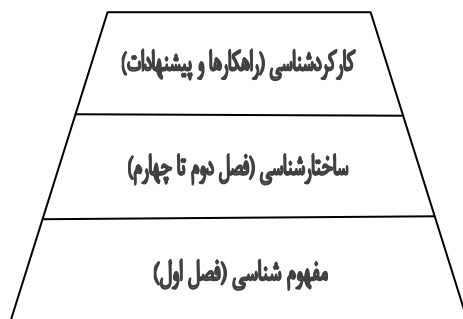 کارکردشناسی (راهکارها و پیشنهادات)
ساختارشناسی (فصل دوم تا چهارم)
مفهوم شناسی (فصل اول)